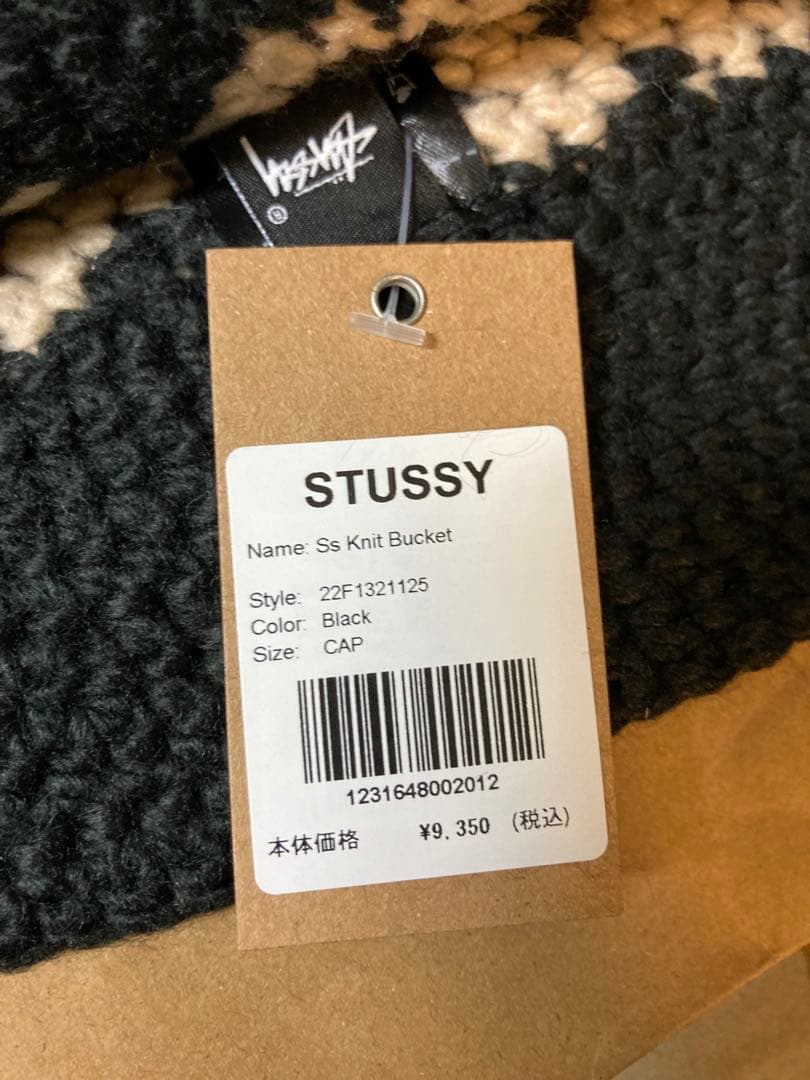 Stüssy
®
STUSSY
Name: Ss Knit Bucket
Style: 22F1321125
Color: Black
Size: CAP
1231648002012
本体価格 ¥9,350 (税込)